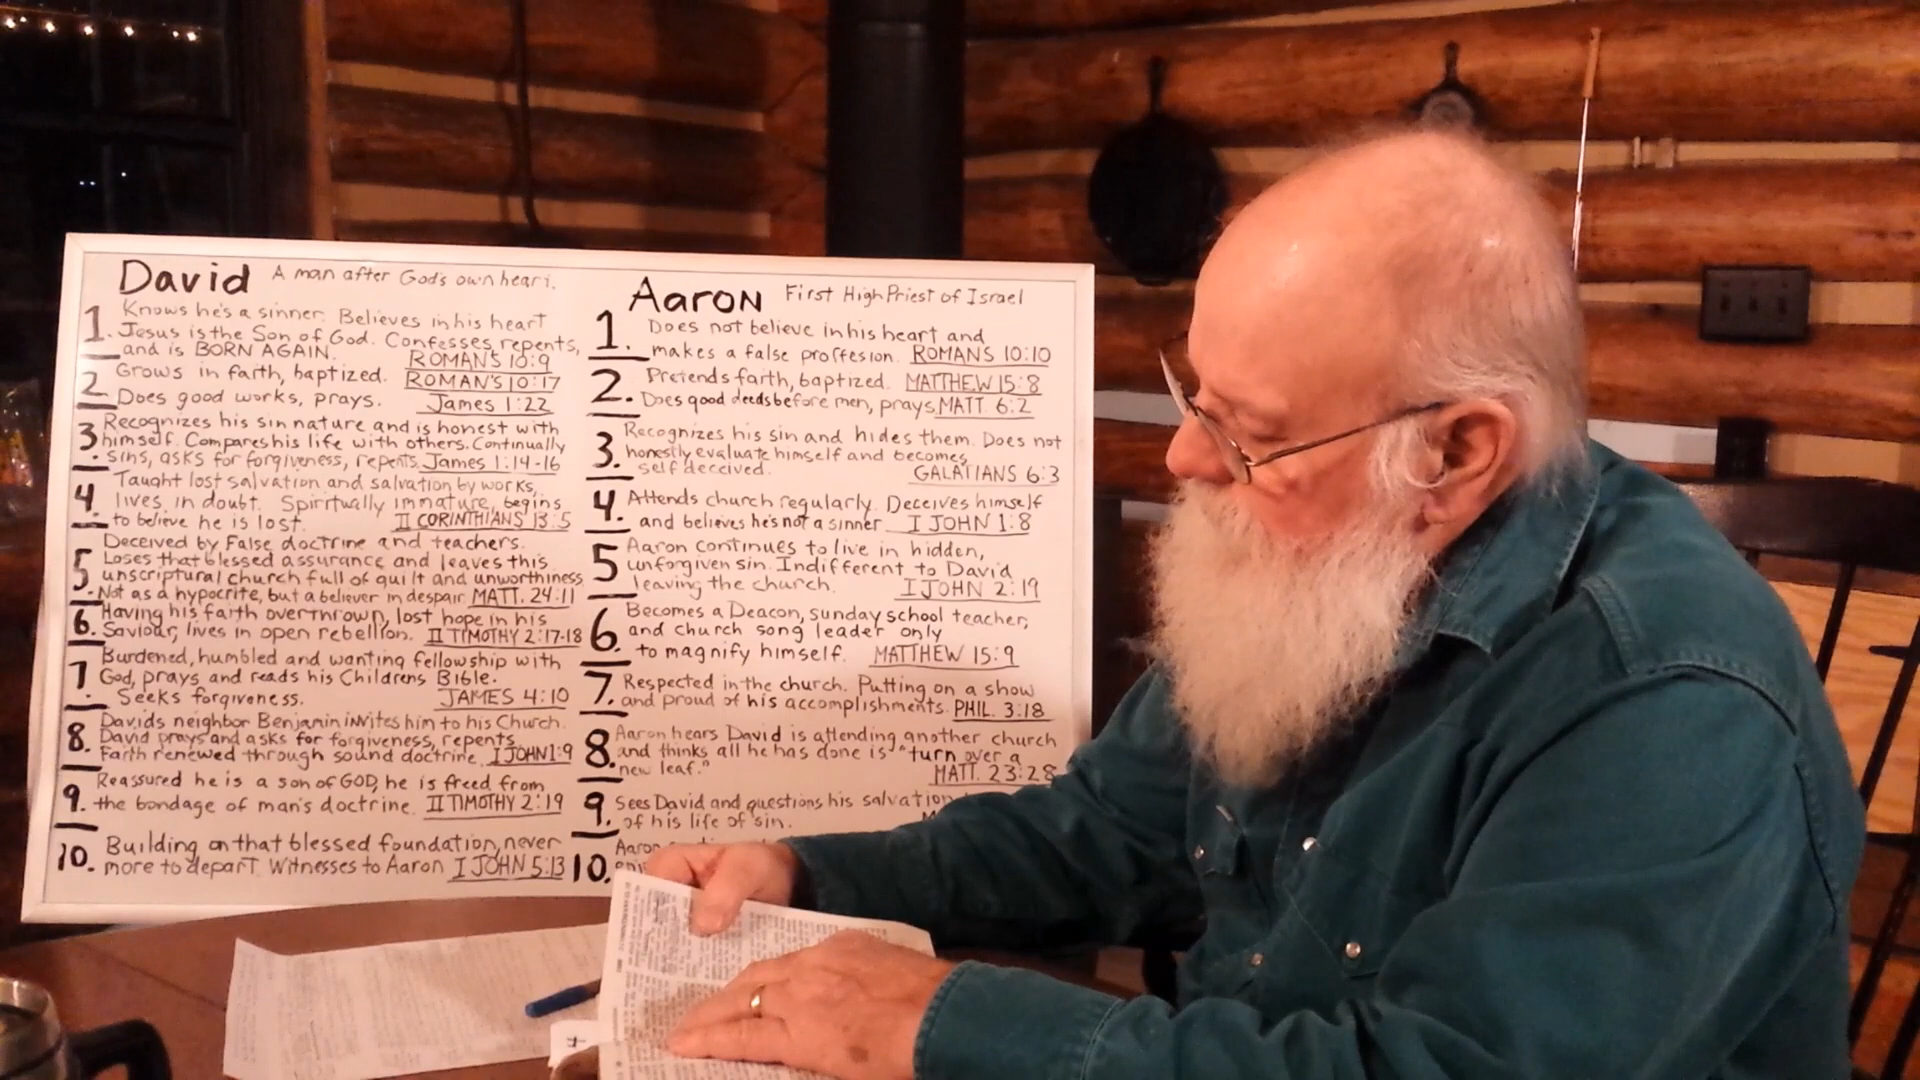 David A man after God's own heart.
1. Knows he's a sinner. Believes in his heart
Jesus is the Son of God. Confesses, repents,
and is BORN AGAIN. ROMANS 10:9
2 Grows in faith, baptized. ROMAN'S 10:17
Does good works, prays. James 1:22
3. Recognizes his sin nature and is honest with
himself. Compares his life with others. Continually
sins, asks for forgiveness, repents. James 1:14-16
4. Taught lost salvation and salvation by works,
lives in doubt. Spiritually immature, begins
to believe he is lost. II CORINTHIANS 13:5
5. Deceived by False doctrine and teachers.
Loses that blessed assurance and leaves this
unscriptural church full of guilt and unworthiness
Not as a hypocrite, but a believer in despair. MATT. 24:11
6. Having his faith overthrown, lost hope in his
Saviour, lives in open rebellion. II TIMOTHY 2:17-18
7. Burdened, humbled and wanting fellowship with
God, prays and reads his Childrens Bible.
Seeks forgiveness. JAMES 4:10
8. Davids neighbor Benjamin invites him to his Church.
David prays and asks for forgiveness, repents.
Faith renewed through sound doctrine. I JOHN 1:9
9. Reassured he is a son of GOD, he is freed from
the bondage of man's doctrine. II TIMOTHY 2:19
10. Building on that blessed foundation, never
more to depart. Witnesses to Aaron I JOHN 5:13
Aaron First High Priest of Israel
1. Does not believe in his heart and
makes a false proffesion. ROMANS 10:10
2. Pretends faith, baptized. MATTHEW 15:8
Does good deeds before men, prays. MATT. 6:2
3. Recognizes his sin and hides them. Does not
honestly evaluate himself and becomes
self deceived. GALATIANS 6:3
4. Attends church regularly. Deceives himself
and believes he's not a sinner I JOHN 1:8
5 Aaron continues to live in hidden,
unforgiven sin. Indifferent to David
leaving the church. I JOHN 2:19
6 Becomes a Deacon, sunday school teacher,
and church song leader only
to magnify himself. MATTHEW 15:9
7. Respected in the church. Putting on a show
and proud of his accomplishments. PHIL. 3:18
8. Aaron hears David is attending another church
and thinks all he has done is "turn over a
new leaf." MATT. 23:28
9. Sees David and questions his salvation
of his life of sin.
10. Aaron